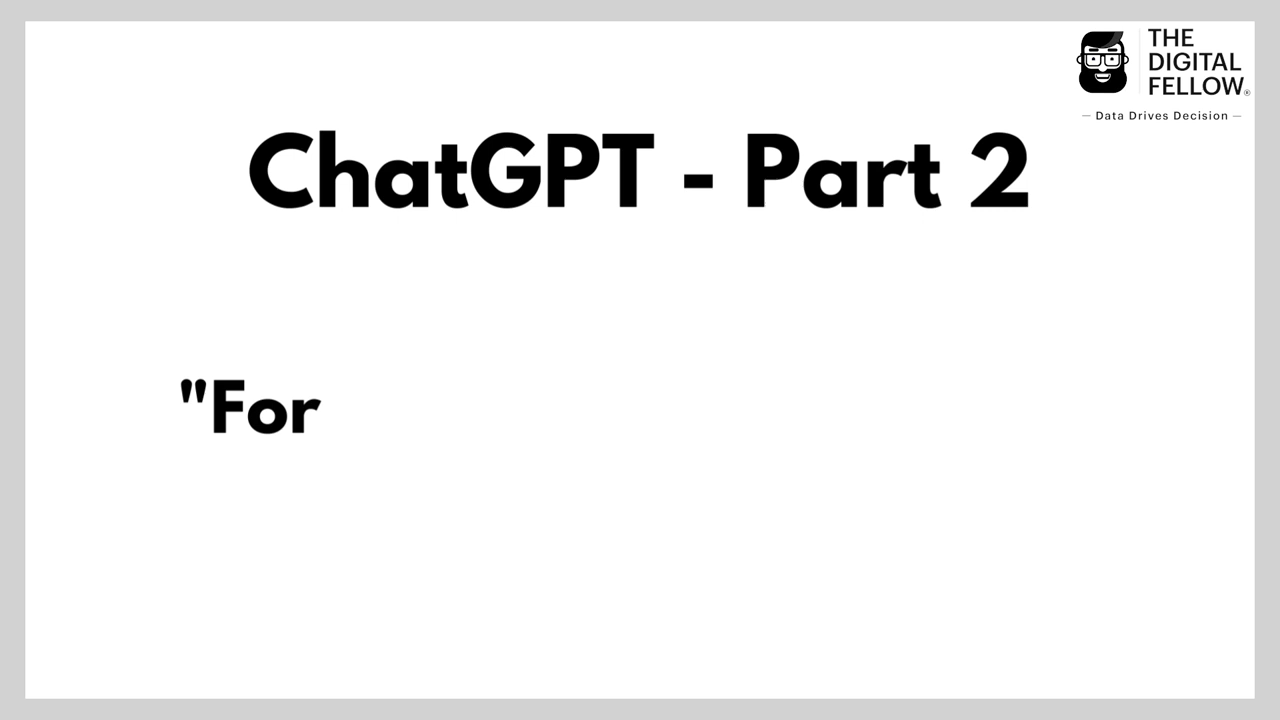 THE
DIGITAL
FELLOW®
— Data Drives Decision —
ChatGPT - Part 2
"For